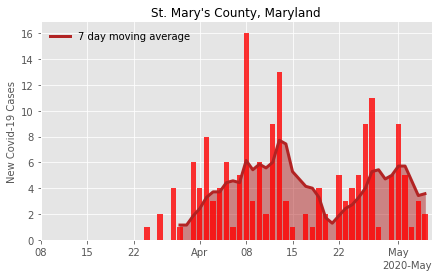 St. Mary's County, Maryland
7 day moving average
New Covid-19 Cases
16
14
12
10
8
6
4
2
0
08
15
22
Apr
08
15
22
May
2020-May